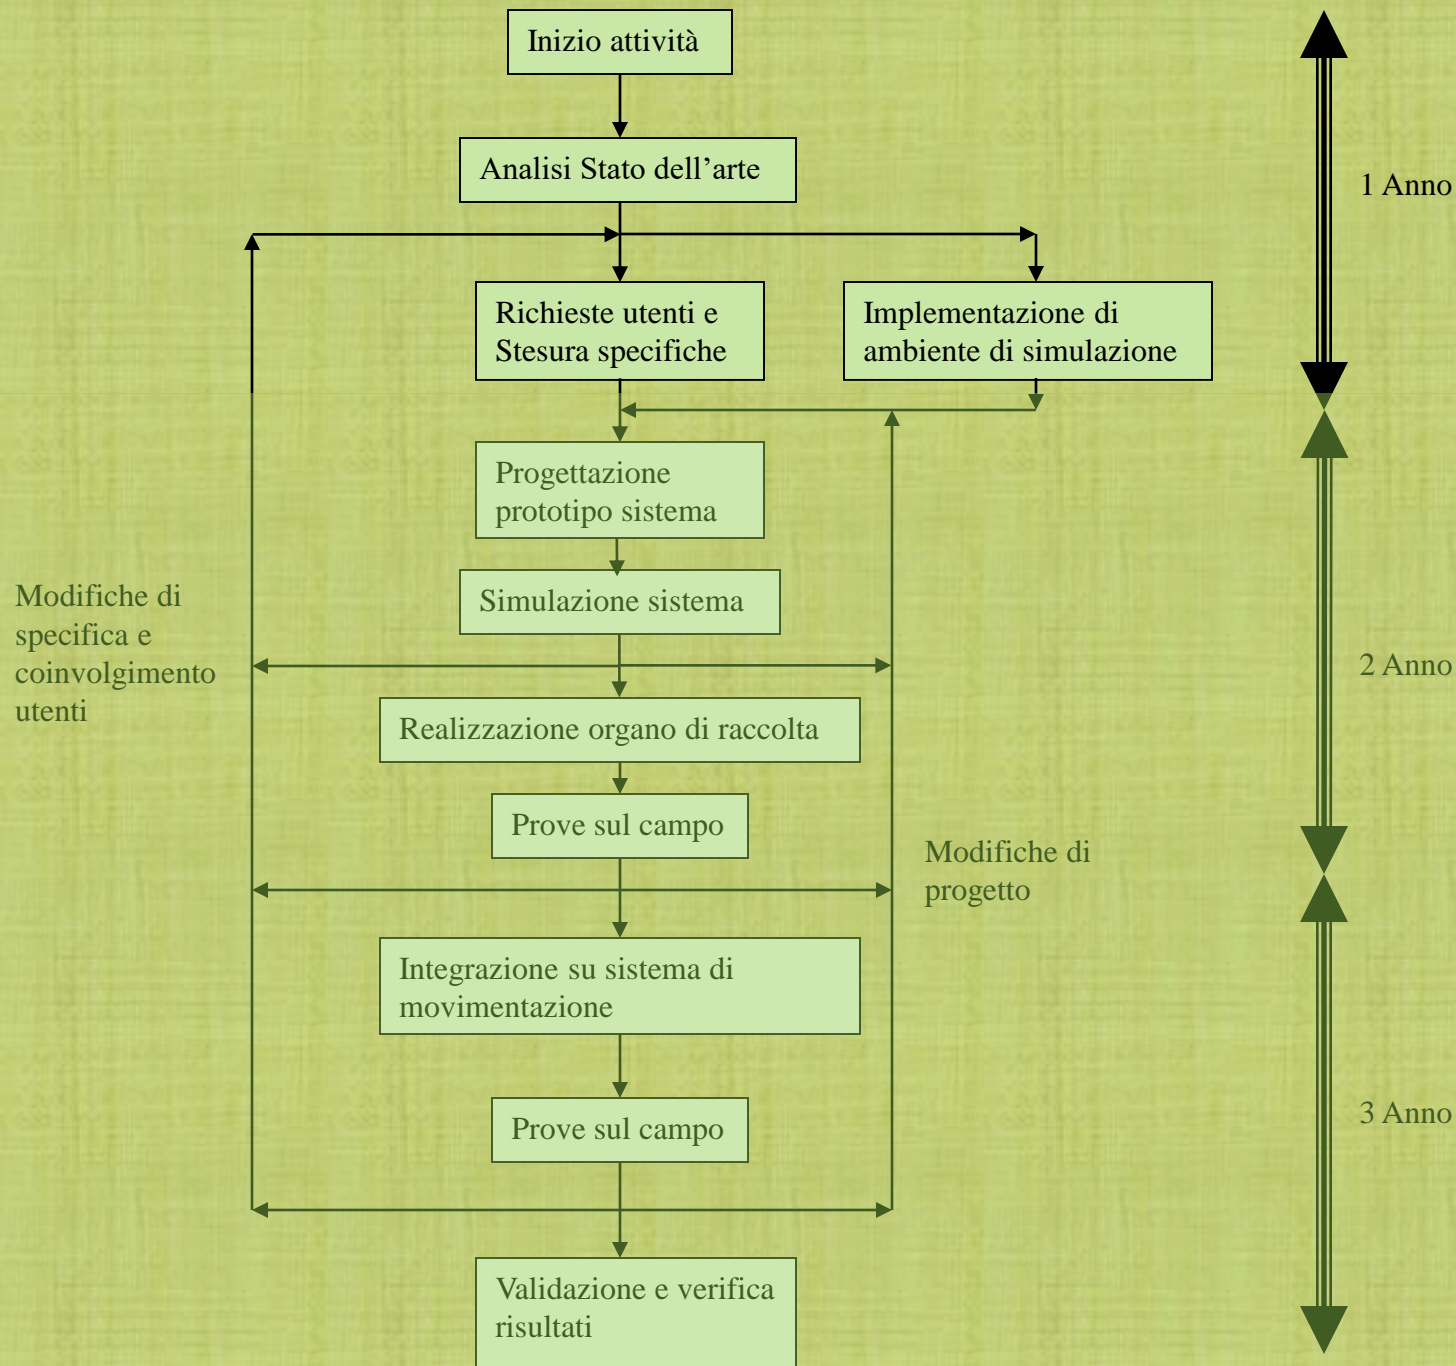 Inizio attività
Analisi Stato dell’arte
1 Anno
Richieste utenti e
Stesura specifiche
Implementazione di
ambiente di simulazione
Progettazione
prototipo sistema
Simulazione sistema
Modifiche di
specifica e
coinvolgimento
utenti
2 Anno
Realizzazione organo di raccolta
Prove sul campo
Modifiche di
progetto
Integrazione su sistema di
movimentazione
Prove sul campo
3 Anno
Validazione e verifica
risultati